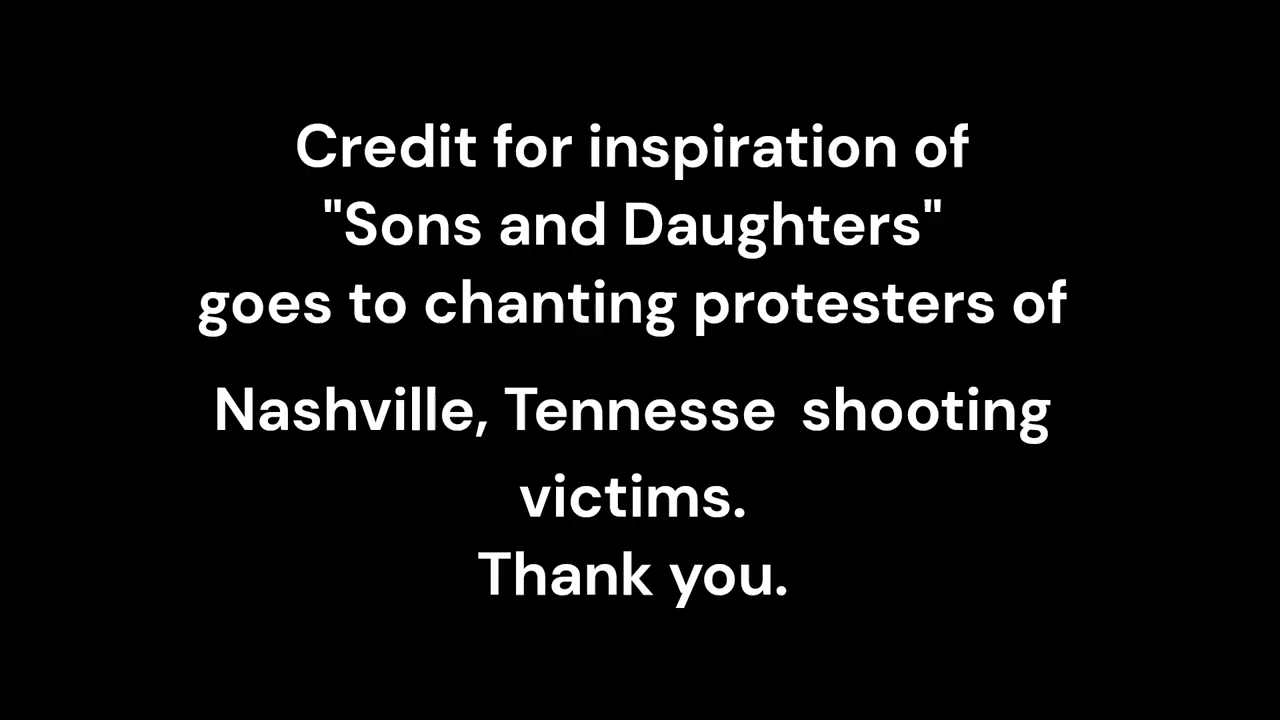 Credit for inspiration of
"Sons and Daughters"
goes to chanting protesters of
Nashville, Tennesse shooting
victims.
Thank you.